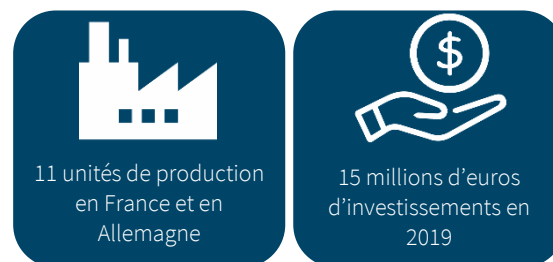 11 unités de production
en France et en
Allemagne
$
15 millions d’euros
d’investissements en
2019